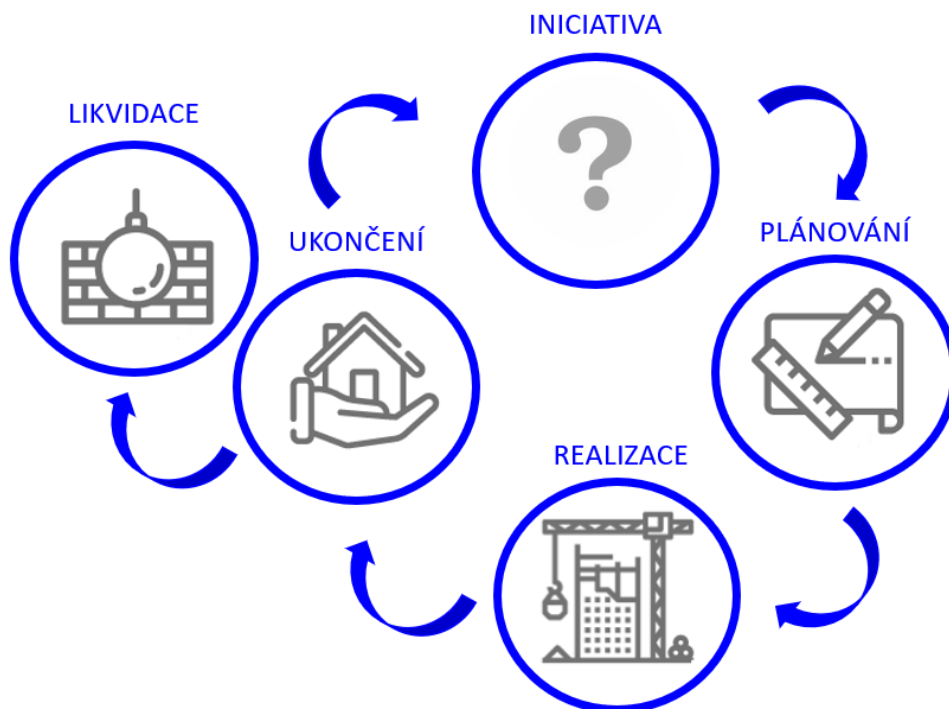 INICIATIVA
LIKVIDACE
UKONČENÍ
PLÁNOVÁNÍ
REALIZACE
?